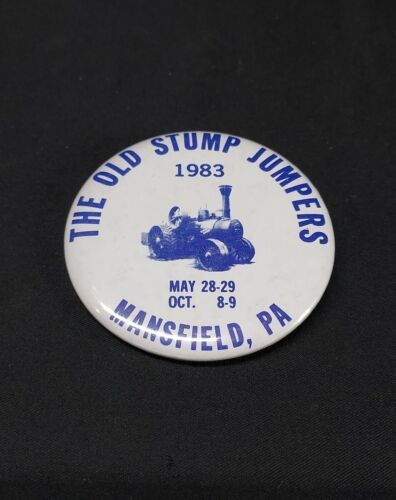 THE OLD STUMP JUMPERS
1983
MAY 28-29
OCT. 8-9
MANSFIELD, PA